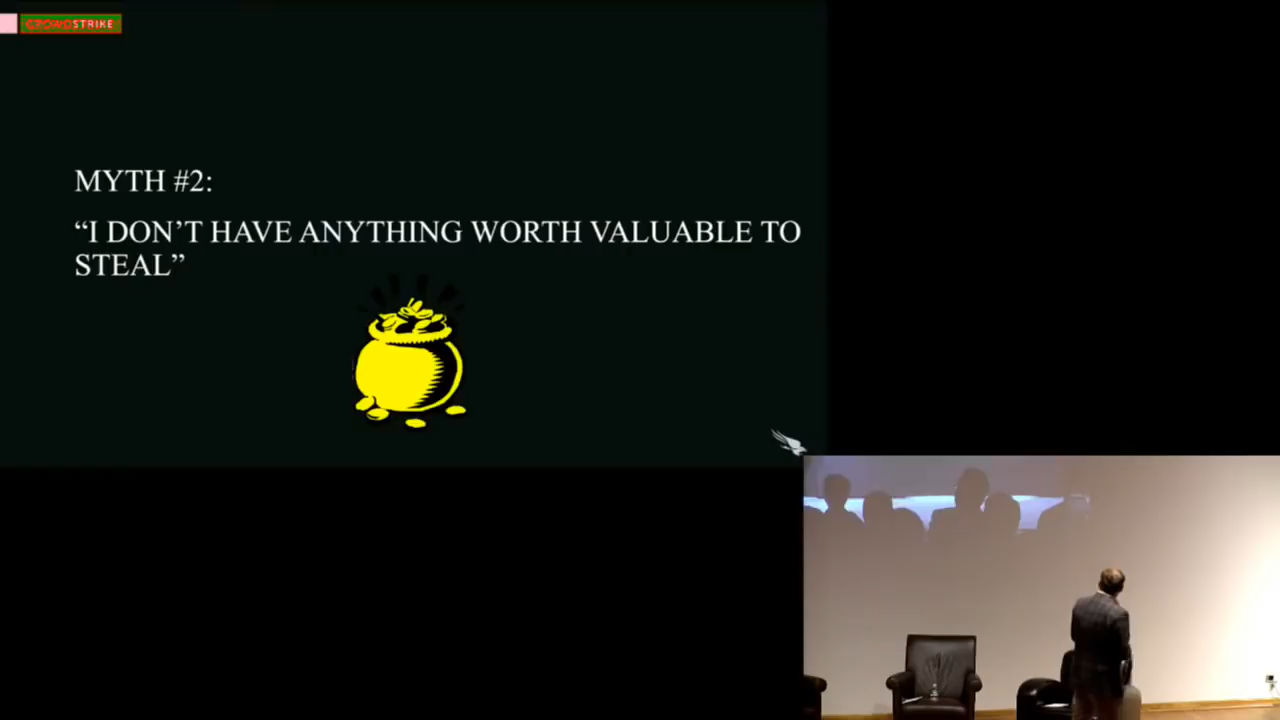 CROWDSTRIKE
MYTH #2:
“I DON’T HAVE ANYTHING WORTH VALUABLE TO
STEAL”